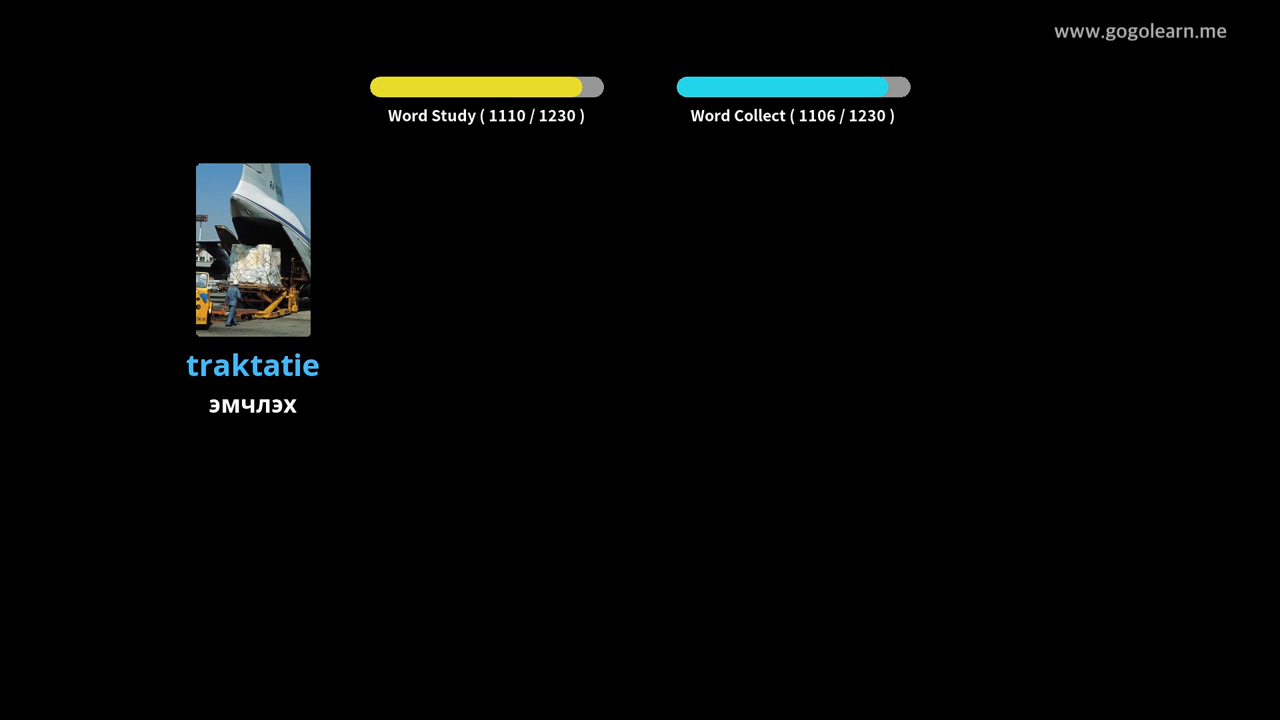 www.gogolearn.me
Word Study ( 1110 / 1230 )
Word Collect ( 1106 / 1230 )
traktatie
эмчлэх